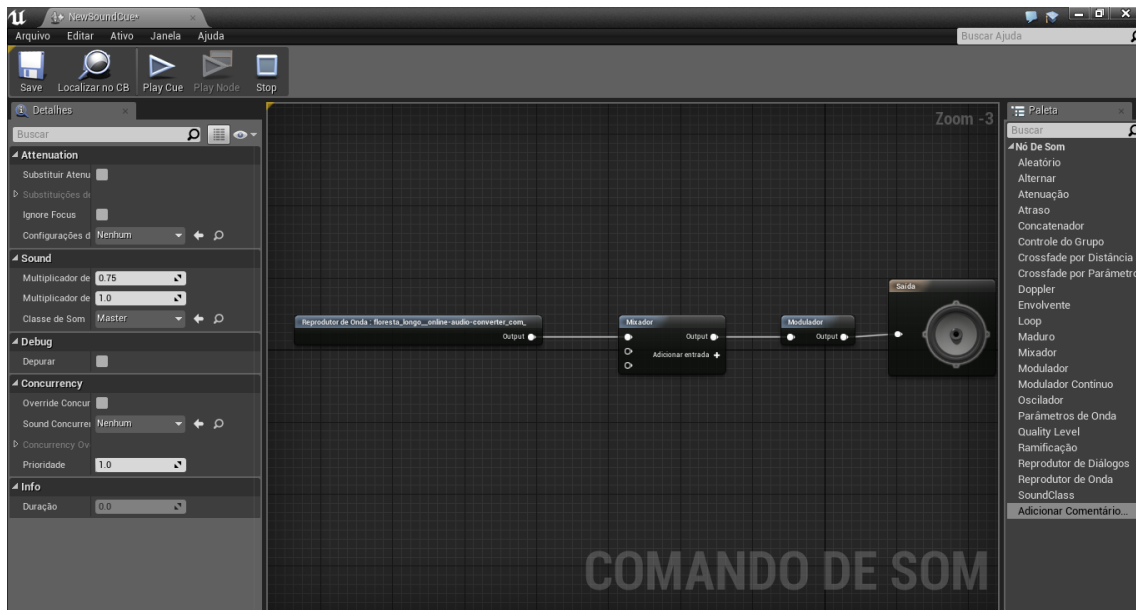 NewSoundCue*
Arquivo Editar Ativo Janela Ajuda
Buscar Ajuda
Save Localizar no CB Play Cue Play Node Stop
Detalhes
Buscar
Attenuation
Substituir Atenu
Substituições de
Ignore Focus
Configurações d Nenhum
Sound
Multiplicador de 0.75
Multiplicador de 1.0
Classe de Som Master
Debug
Depurar
Concurrency
Override Concur
Sound Concurre Nenhum
Concurrency Ov
Prioridade 1.0
Info
Duração 0.0
Zoom -3
Reprodutor de Onda : floresta_longo__online-audio-converter_com_
Output
Mixador
Output
Adicionar entrada
Modulador
Output
Saída
COMANDO DE SOM
Paleta
Buscar
Nó De Som
Aleatório
Alternar
Atenuação
Atraso
Concatenador
Controle do Grupo
Crossfade por Distância
Crossfade por Parâmetro
Doppler
Envolvente
Loop
Maduro
Mixador
Modulador
Modulador Contínuo
Oscilador
Parâmetros de Onda
Quality Level
Ramificação
Reprodutor de Diálogos
Reprodutor de Onda
SoundClass
Adicionar Comentário...